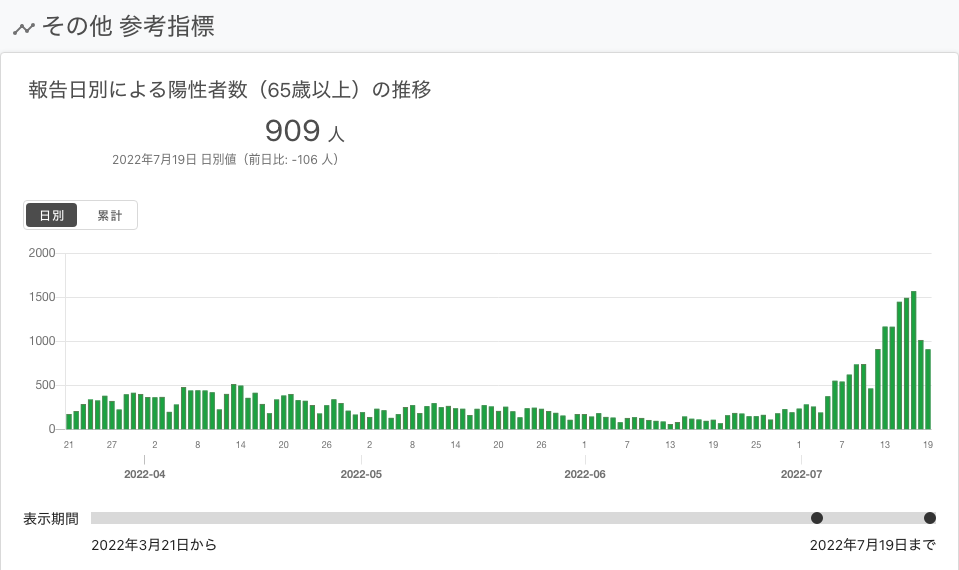 その他 参考指標
報告日別による陽性者数（65歳以上）の推移
909 人
2022年7月19日 日別値（前日比: -106 人）
日別 累計
2000
1500
1000
500
0
21 27 2 8 14 20 26 2 8 14 20 26 1 7 13 19 25 1 7 13 19
2022-04 2022-05 2022-06 2022-07
表示期間
2022年3月21日から 2022年7月19日まで